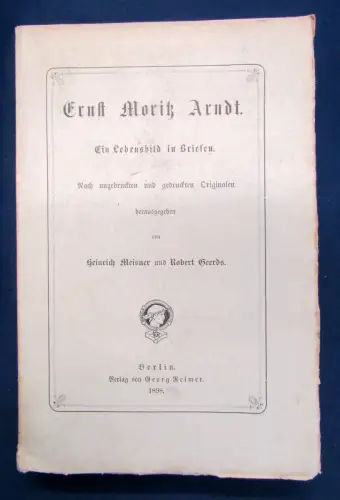 Ernst Moritz Arndt.
Ein Lebensbild in Briefen.
Nach ungedruckten und gedruckten Originalen
herausgegeben
von
Heinrich Meisner und Robert Geerds.
Berlin.
Verlag von Georg Reimer.
1898.